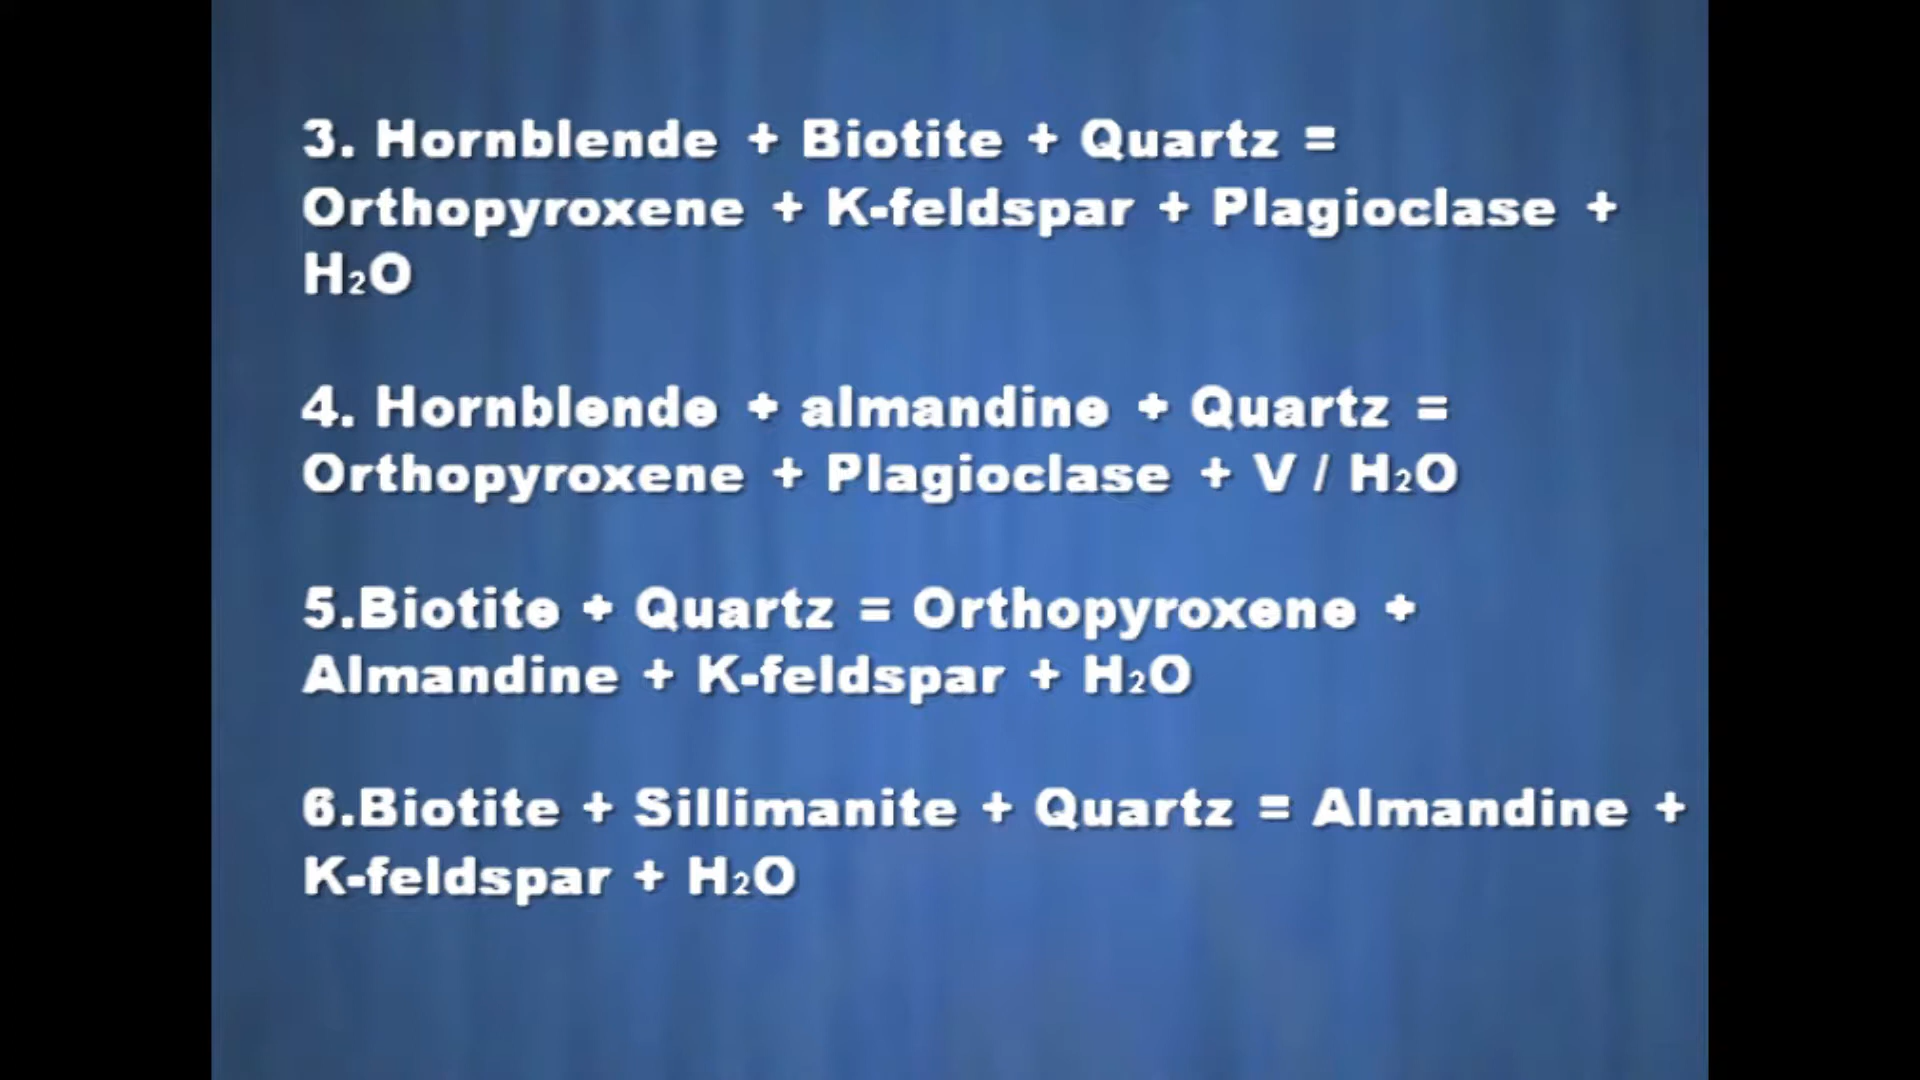 3. Hornblende + Biotite + Quartz =
Orthopyroxene + K-feldspar + Plagioclase +
H₂O
4. Hornblende + almandine + Quartz =
Orthopyroxene + Plagioclase + V / H₂O
5.Biotite + Quartz = Orthopyroxene +
Almandine + K-feldspar + H₂O
6.Biotite + Sillimanite + Quartz = Almandine +
K-feldspar + H₂O